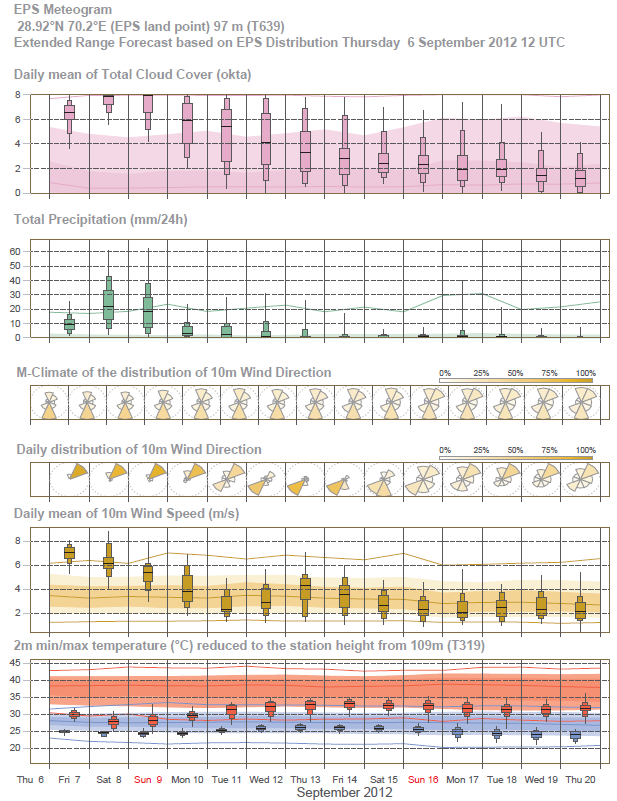 EPS Meteogram
28.92°N 70.2°E (EPS land point) 97 m (T639)
Extended Range Forecast based on EPS Distribution Thursday 6 September 2012 12 UTC
Daily mean of Total Cloud Cover (okta)
8
6
4
2
0
Total Precipitation (mm/24h)
60
50
40
30
20
10
0
M-Climate of the distribution of 10m Wind Direction
0% 25% 50% 75% 100%
Daily distribution of 10m Wind Direction
0% 25% 50% 75% 100%
Daily mean of 10m Wind Speed (m/s)
8
6
4
2
2m min/max temperature (°C) reduced to the station height from 109m (T319)
45
40
35
30
25
20
Thu 6 Fri 7 Sat 8 Sun 9 Mon 10 Tue 11 Wed 12 Thu 13 Fri 14 Sat 15 Sun 16 Mon 17 Tue 18 Wed 19 Thu 20
September 2012